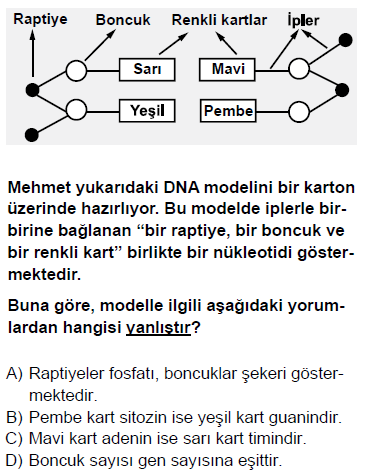 Raptiye Boncuk Renkli kartlar İpler
Sarı Mavi
Yeşil Pembe
Mehmet yukarıdaki DNA modelini bir karton
üzerinde hazırlıyor. Bu modelde iplerle bir-
birine bağlanan “bir raptiye, bir boncuk ve
bir renkli kart” birlikte bir nükleotidi göster-
mektedir.
Buna göre, modelle ilgili aşağıdaki yorum-
lardan hangisi yanlıştır?
A) Raptiyeler fosfatı, boncuklar şekeri göster-
mektedir.
B) Pembe kart sitozin ise yeşil kart guanindir.
C) Mavi kart adenin ise sarı kart timindir.
D) Boncuk sayısı gen sayısına eşittir.